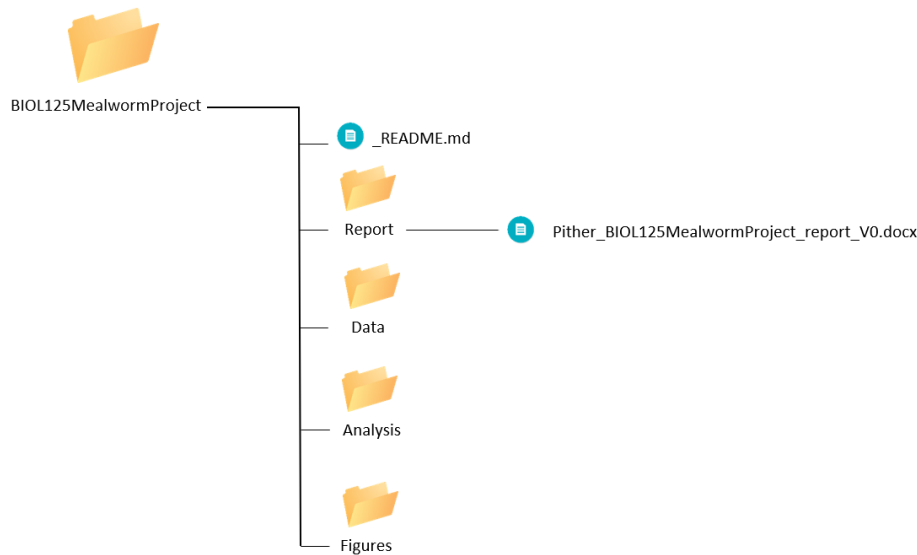 BIOL125MealwormProject
_README.md
Report
Pither_BIOL125MealwormProject_report_V0.docx
Data
Analysis
Figures